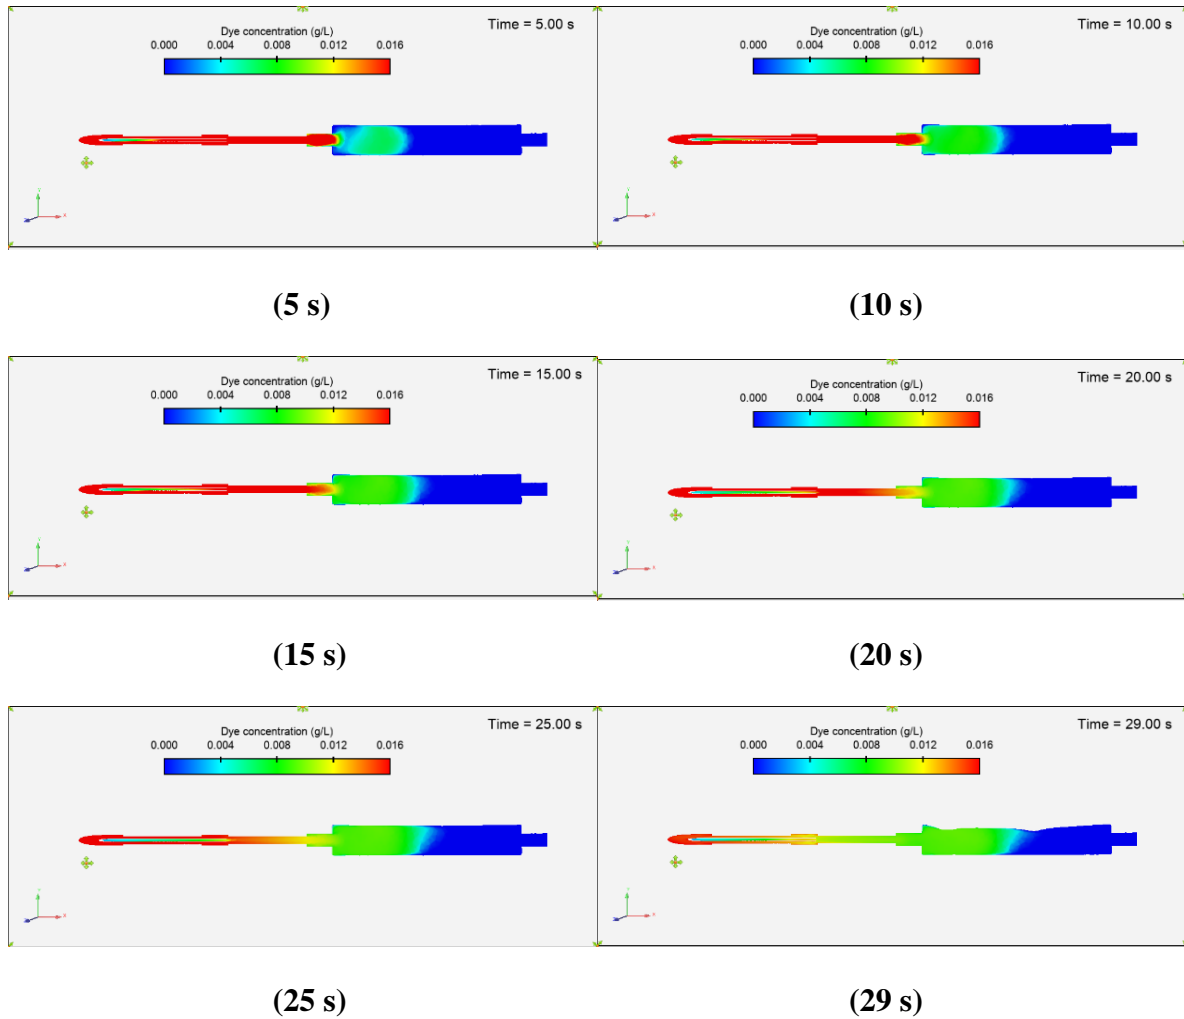 Time = 5.00 s
Dye concentration (g/L)
0.000 0.004 0.008 0.012 0.016
Time = 10.00 s
Dye concentration (g/L)
0.000 0.004 0.008 0.012 0.016
(5 s)
(10 s)
Time = 15.00 s
Dye concentration (g/L)
0.000 0.004 0.008 0.012 0.016
Time = 20.00 s
Dye concentration (g/L)
0.000 0.004 0.008 0.012 0.016
(15 s)
(20 s)
Time = 25.00 s
Dye concentration (g/L)
0.000 0.004 0.008 0.012 0.016
Time = 29.00 s
Dye concentration (g/L)
0.000 0.004 0.008 0.012 0.016
(25 s)
(29 s)